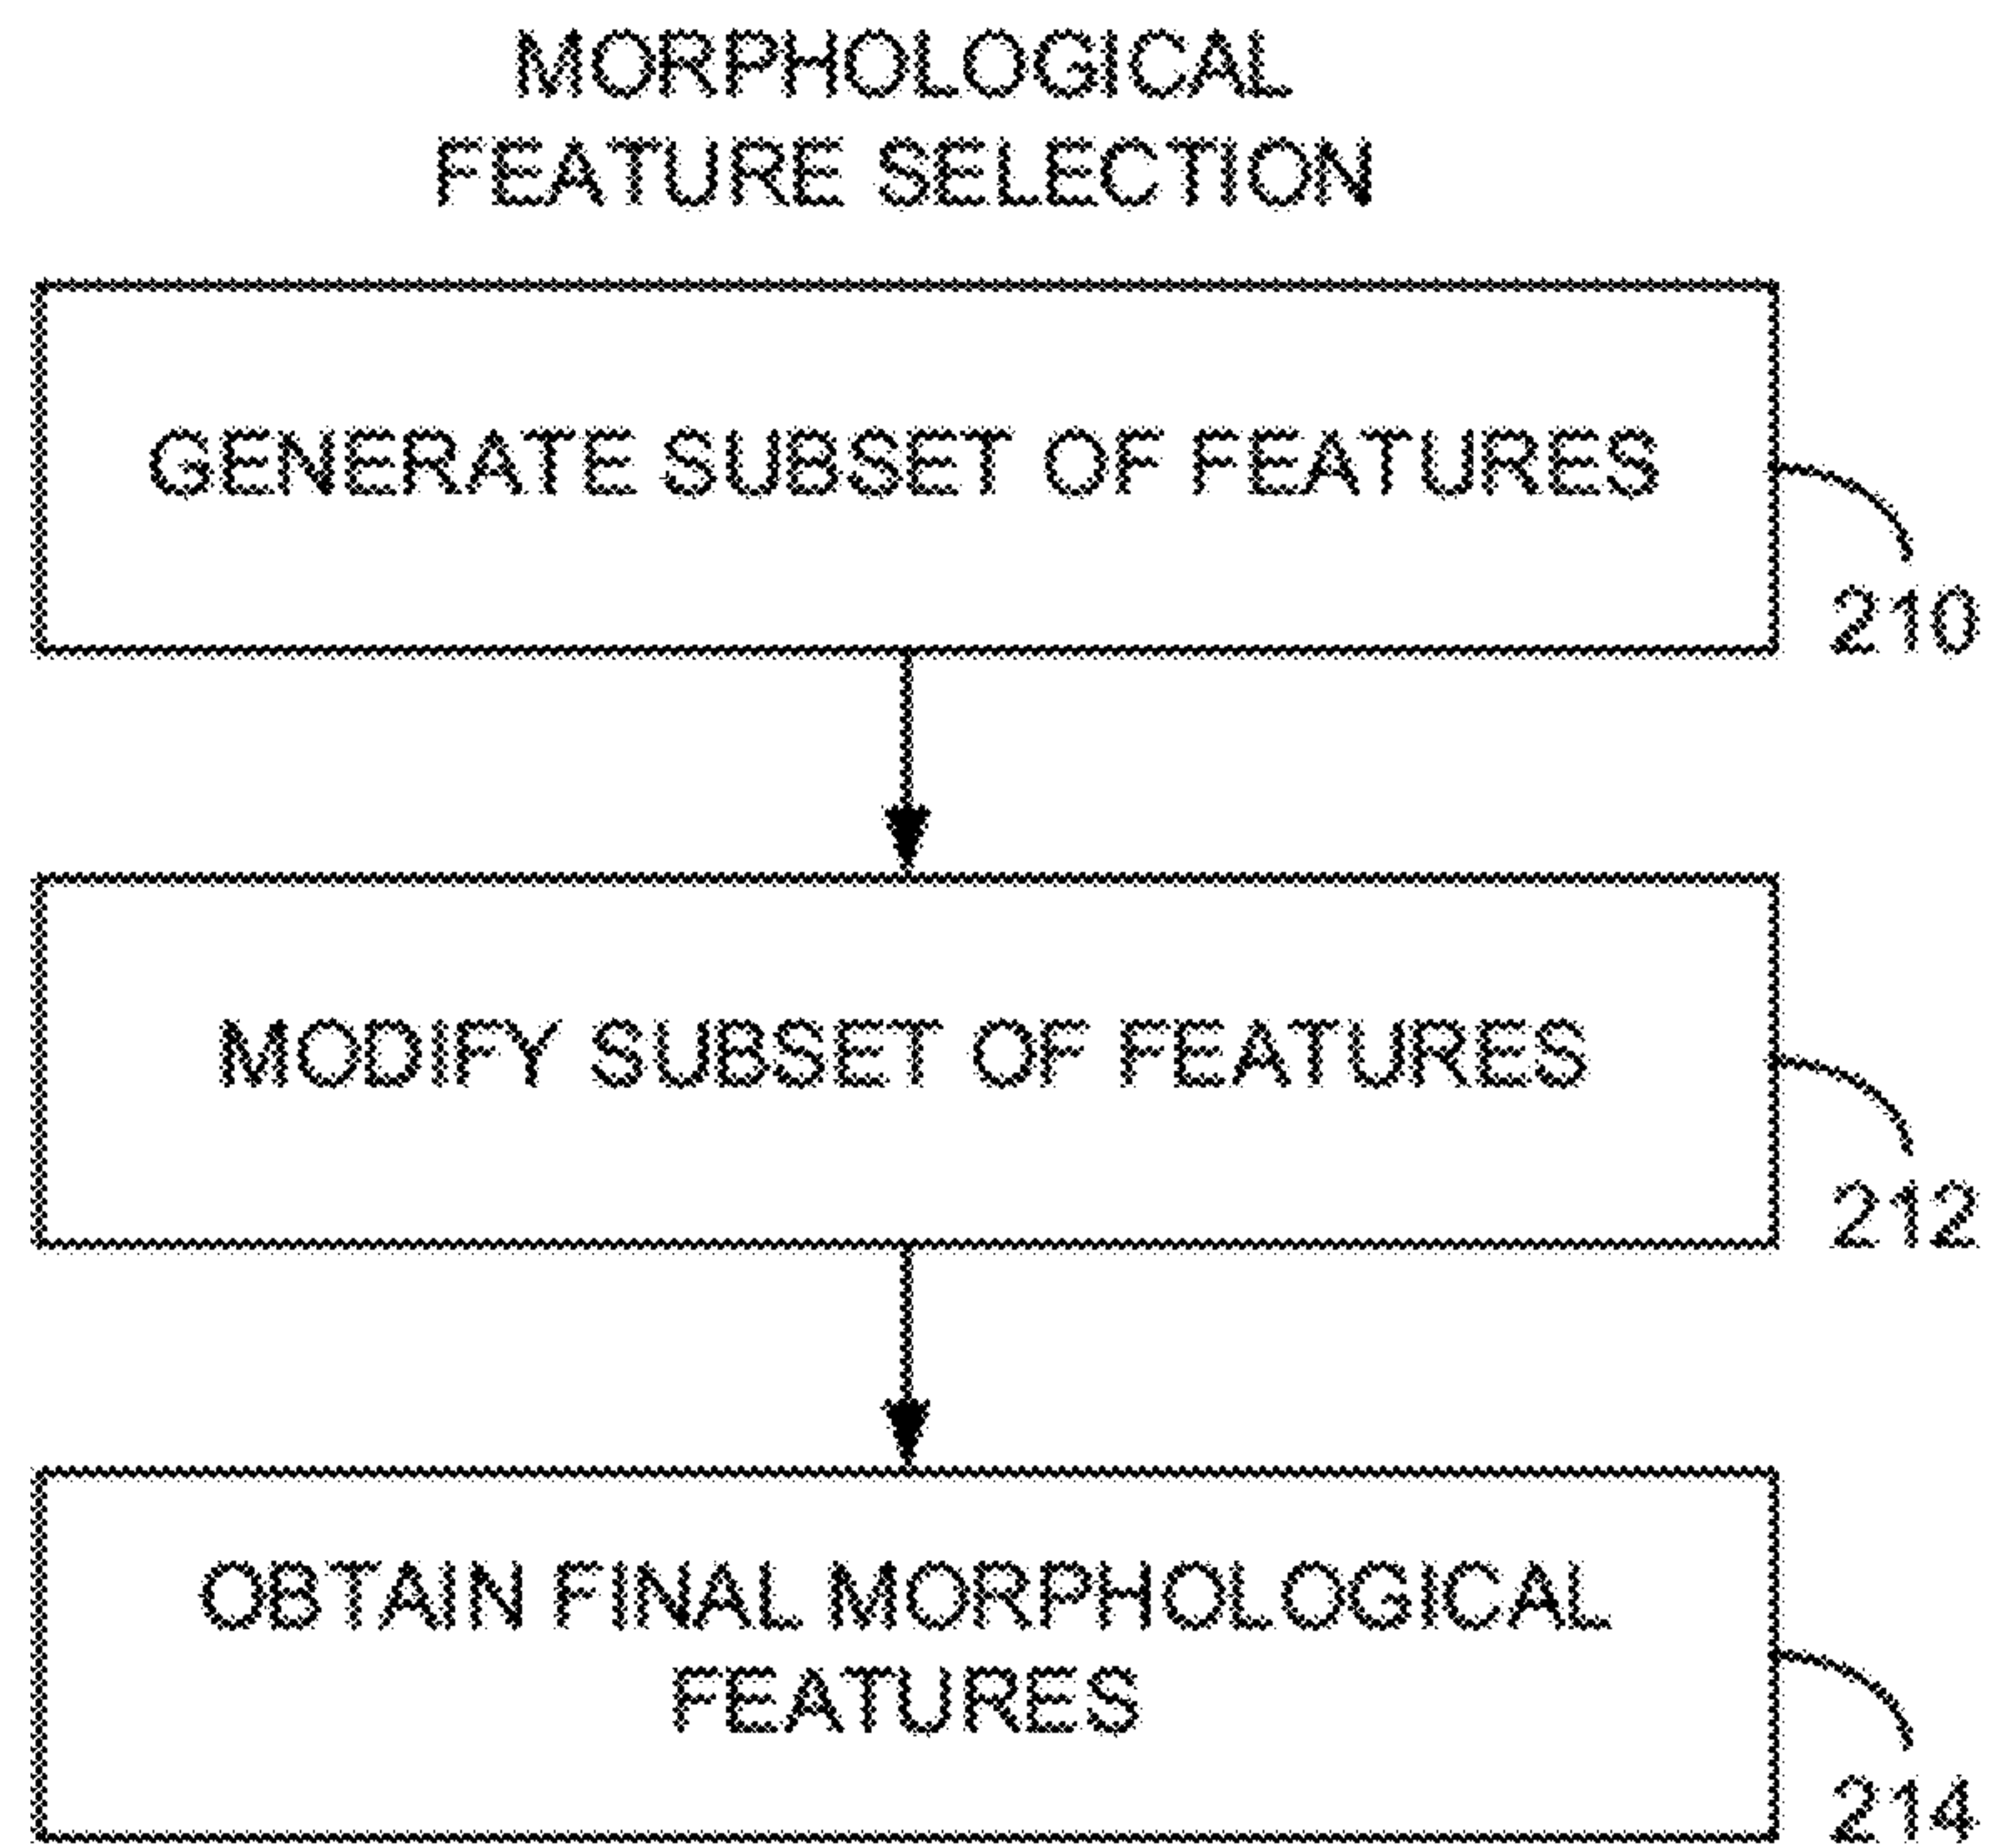 MORPHOLOGICAL
FEATURE SELECTION
GENERATE SUBSET OF FEATURES
210
MODIFY SUBSET OF FEATURES
212
OBTAIN FINAL MORPHOLOGICAL
FEATURES
214